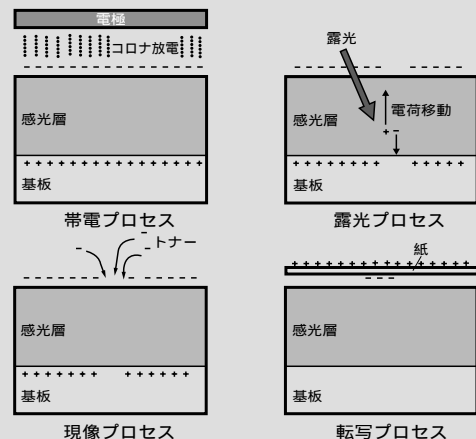 電極
コロナ放電
感光層
+ + + + + + + + + + + + + + + + + +
基板
帯電プロセス
露光
感光層
電荷移動
+ −
+ + + + + + + + + + + + + +
基板
露光プロセス
トナー
感光層
+ + + + + + + + + + + + + +
基板
現像プロセス
紙
+ + + + + + + + + + + + + + + +
感光層
基板
転写プロセス